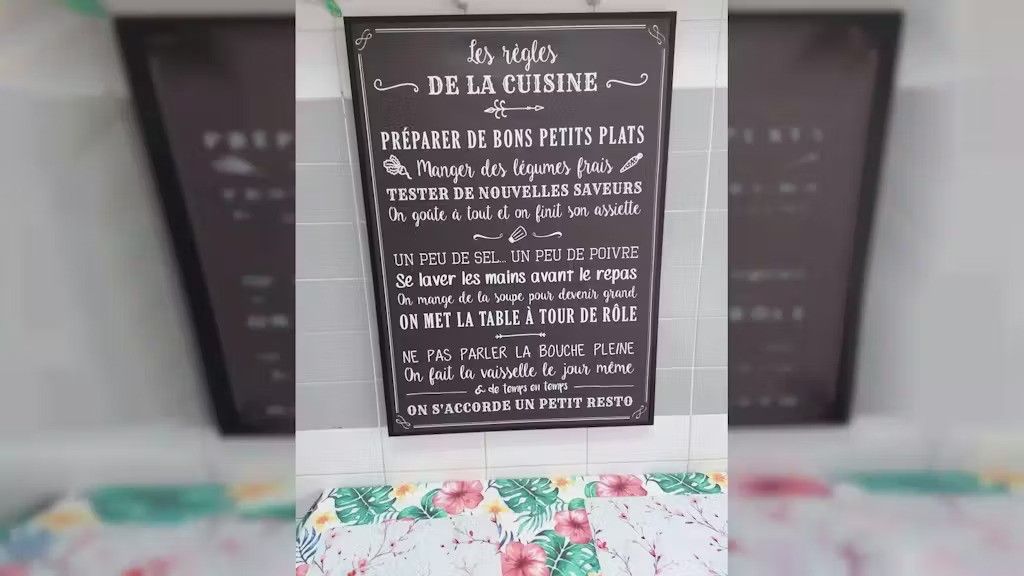 Les règles
DE LA CUISINE
PRÉPARER DE BONS PETITS PLATS
Manger des légumes frais
TESTER DE NOUVELLES SAVEURS
On goûte à tout et on finit son assiette
UN PEU DE SEL... UN PEU DE POIVRE
Se laver les mains avant le repas
On mange de la soupe pour devenir grand
ON MET LA TABLE À TOUR DE RÔLE
NE PAS PARLER LA BOUCHE PLEINE
On fait la vaisselle le jour même
& de temps en temps
ON S'ACCORDE UN PETIT RESTO